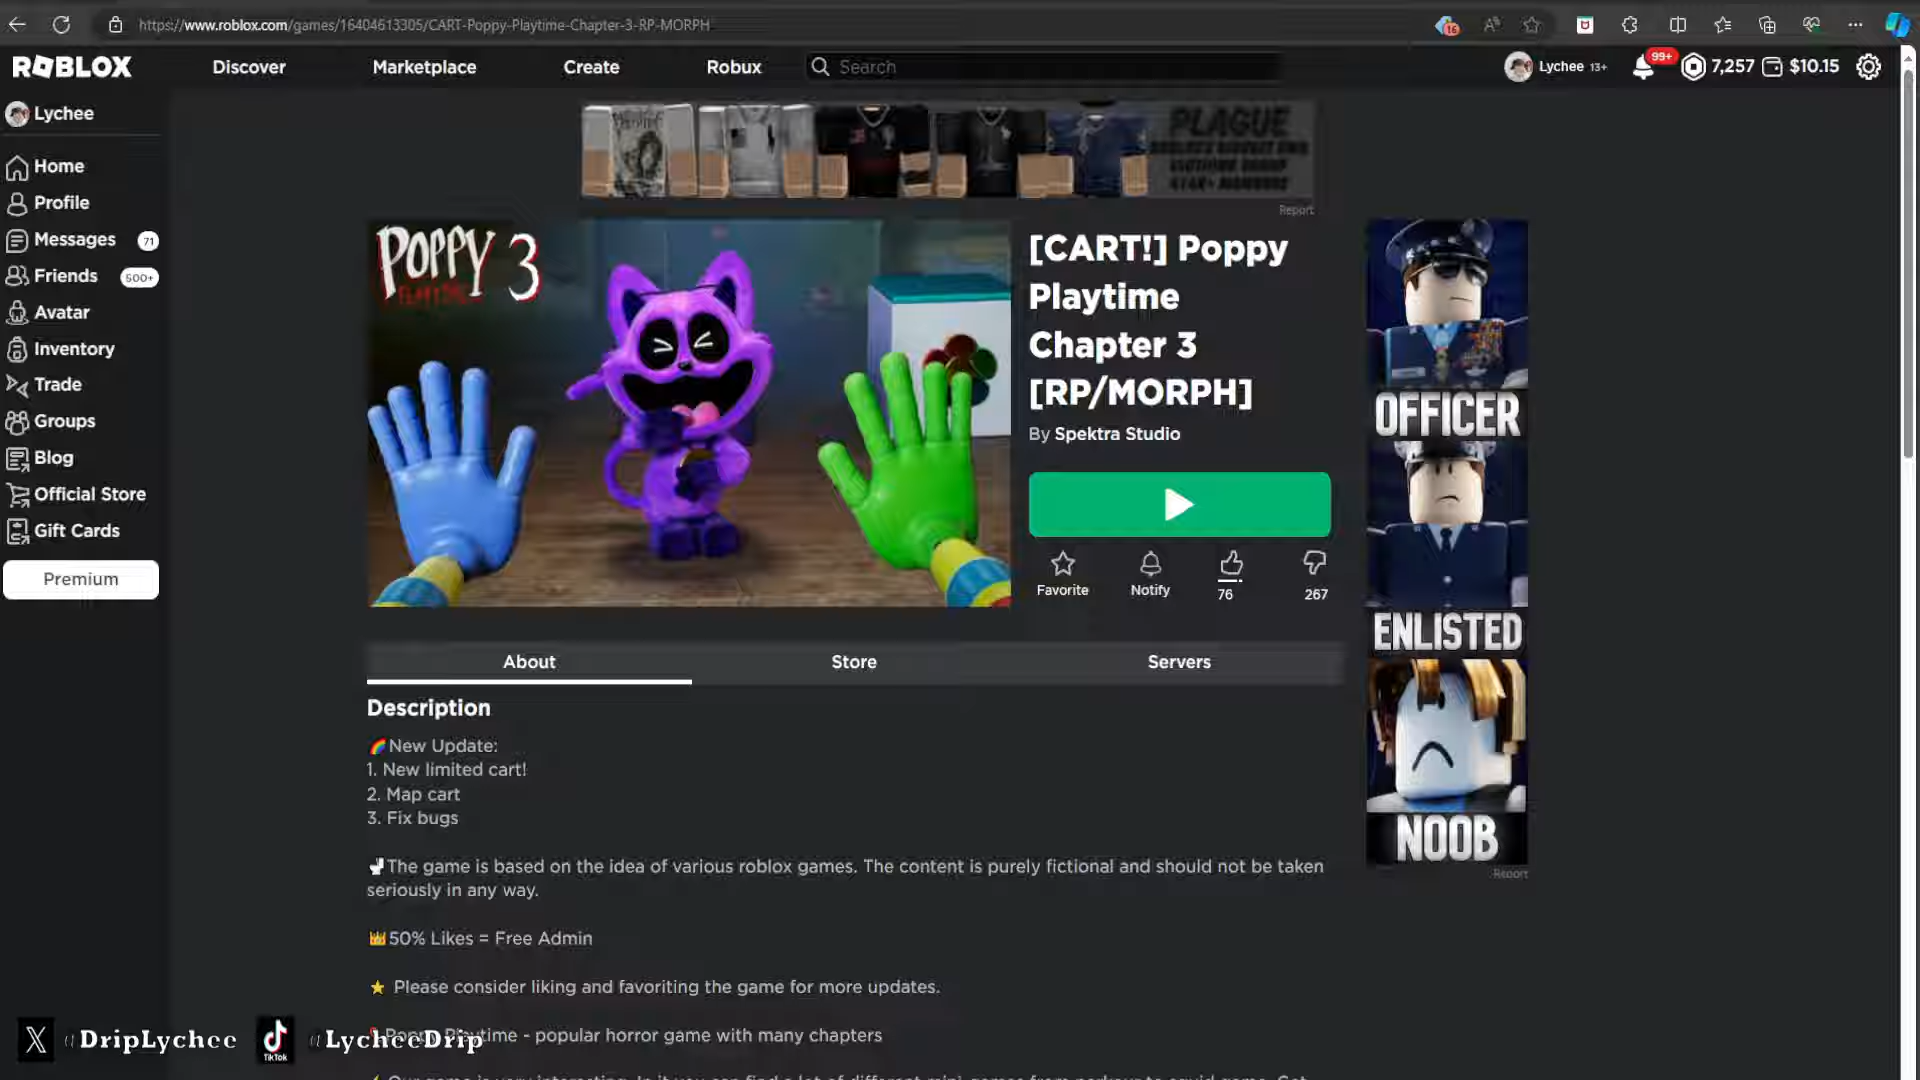 https://www.roblox.com/games/16404613305/CART-Poppy-Playtime-Chapter-3-RP-MORPH
16
ROBLOX
Discover
Marketplace
Create
Robux
Search
Lychee 13+
99+
7,257
$10.15
Lychee
Home
Profile
Messages 71
Friends 500+
Avatar
Inventory
Trade
Groups
Blog
Official Store
Gift Cards
Premium
PLAGUE
Report
POPPY 3
PLAYTIME
[CART!] Poppy
Playtime
Chapter 3
[RP/MORPH]
By Spektra Studio
Favorite
Notify
76
267
OFFICER
ENLISTED
NOOB
Report
About
Store
Servers
Description
🌈New Update:
1. New limited cart!
2. Map cart
3. Fix bugs
🚽The game is based on the idea of various roblox games. The content is purely fictional and should not be taken
seriously in any way.
👑50% Likes = Free Admin
⭐ Please consider liking and favoriting the game for more updates.
Poppy Playtime - popular horror game with many chapters
@DripLychee
TikTok
@LycheeDrip